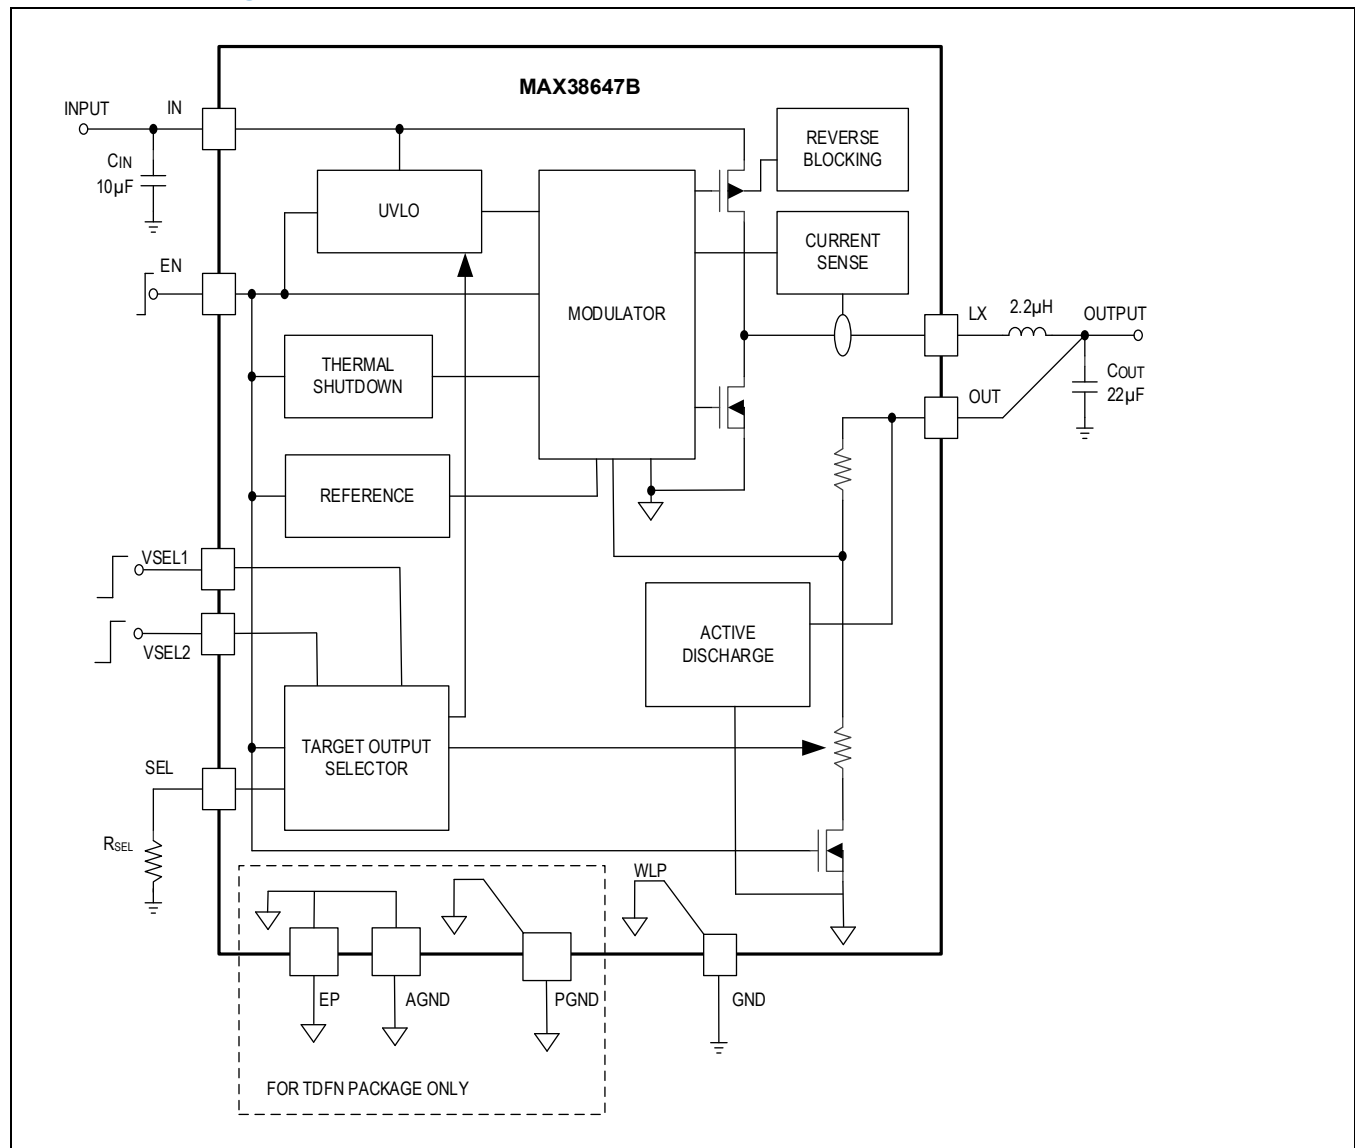 MAX38647B
INPUT
IN
REVERSE
BLOCKING
CIN
10µF
UVLO
CURRENT
SENSE
EN
MODULATOR
LX
2.2µH
OUTPUT
THERMAL
SHUTDOWN
COUT
22µF
OUT
REFERENCE
VSEL1
VSEL2
ACTIVE
DISCHARGE
TARGET OUTPUT
SELECTOR
SEL
RSEL
WLP
EP
AGND
PGND
GND
FOR TDFN PACKAGE ONLY